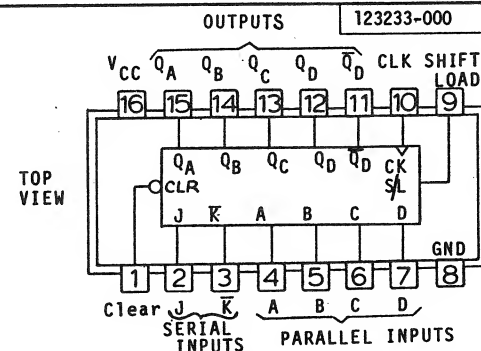 OUTPUTS 123233-000
VCC QA QB QC QD Q̅D CLK SHIFT
LOAD
16 15 14 13 12 11 10 9
QA QB QC QD Q̅D CK
TOP
VIEW
CLR S/L
J K̅ A B C D
GND
1 2 3 4 5 6 7 8
Clear J K̅ A B C D
SERIAL
INPUTS
PARALLEL INPUTS